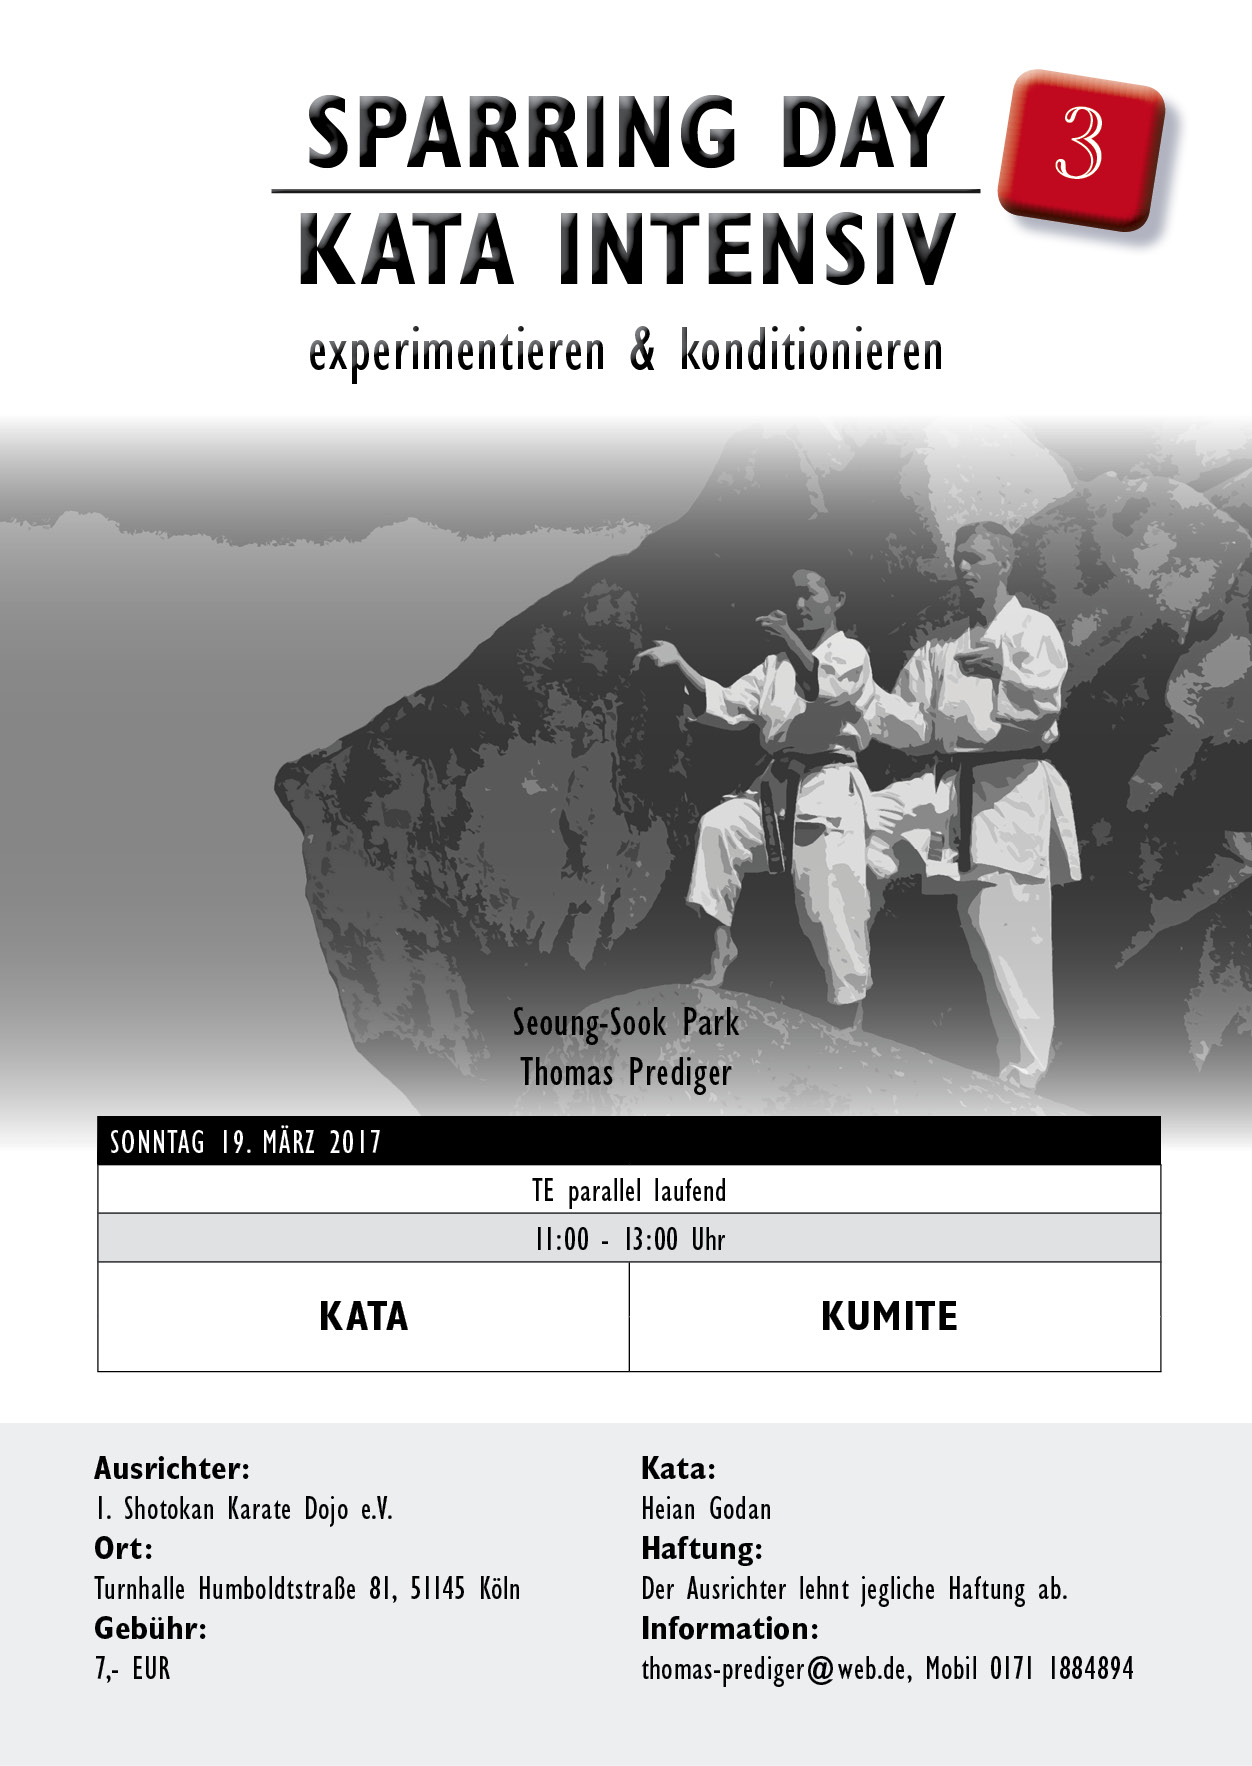 SPARRING DAY
3
KATA INTENSIV
experimentieren & konditionieren
Seoung-Sook Park
Thomas Prediger
SONNTAG 19. MÄRZ 2017
TE parallel laufend
11:00 - 13:00 Uhr
KATA
KUMITE
Ausrichter:
1. Shotokan Karate Dojo e.V.
Ort:
Turnhalle Humboldtstraße 81, 51145 Köln
Gebühr:
7,- EUR
Kata:
Heian Godan
Haftung:
Der Ausrichter lehnt jegliche Haftung ab.
Information:
thomas-prediger@web.de, Mobil 0171 1884894